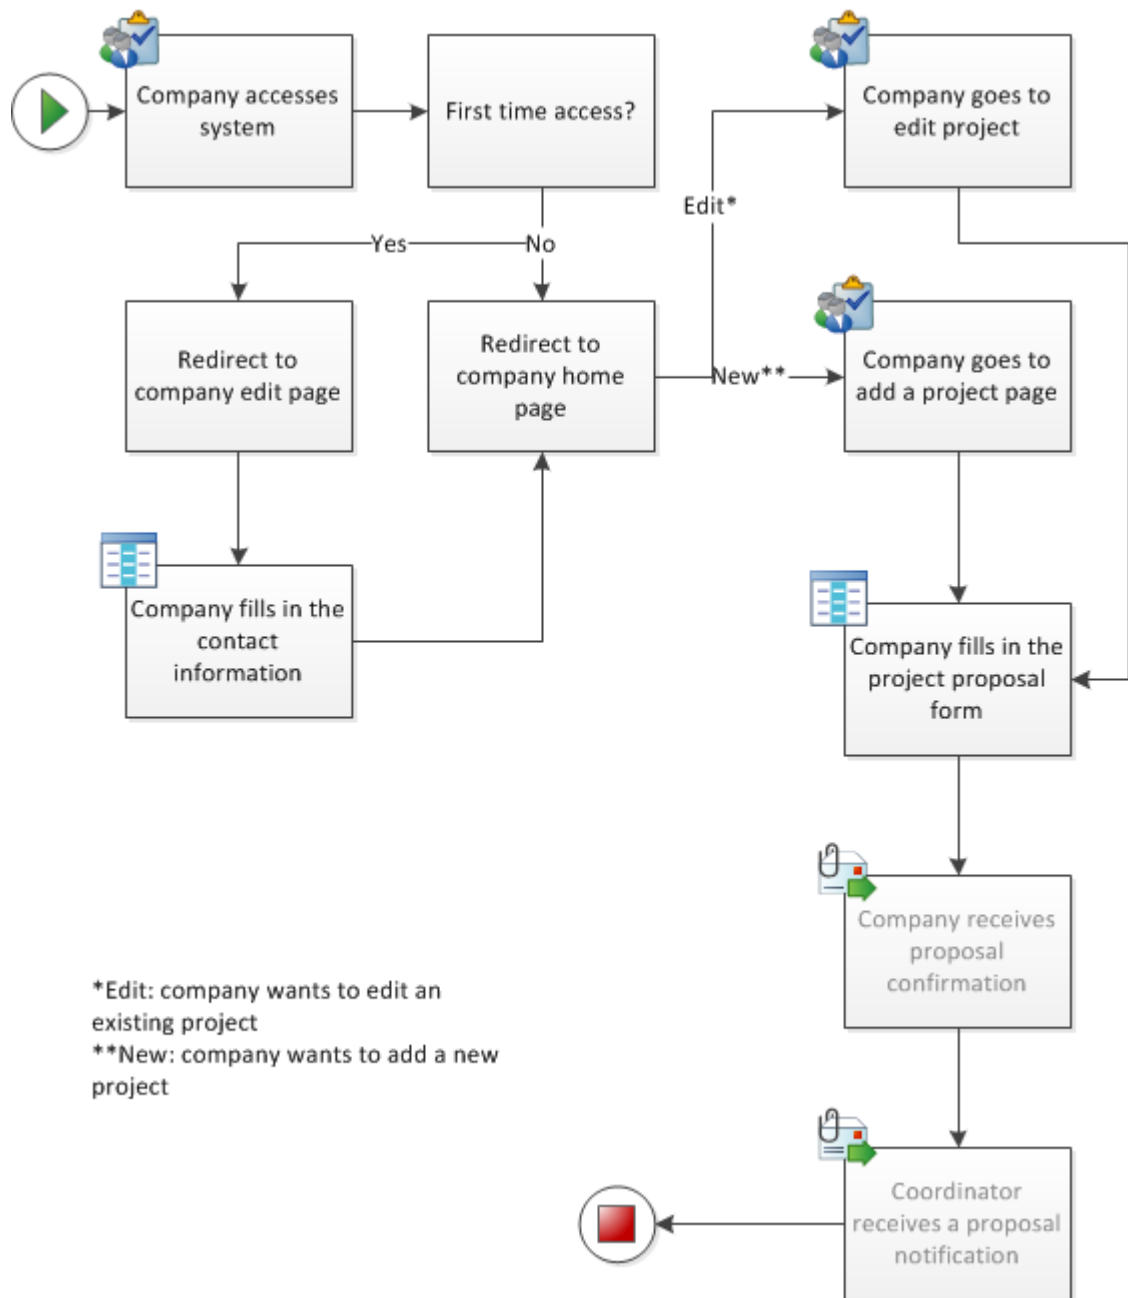 Company accesses
system
First time access?
Company goes to
edit project
Edit*
Yes
No
Redirect to
company edit page
Redirect to
company home
page
New**
Company goes to
add a project page
Company fills in the
contact
information
Company fills in the
project proposal
form
Company receives
proposal
confirmation
*Edit: company wants to edit an
existing project
**New: company wants to add a new
project
Coordinator
receives a proposal
notification